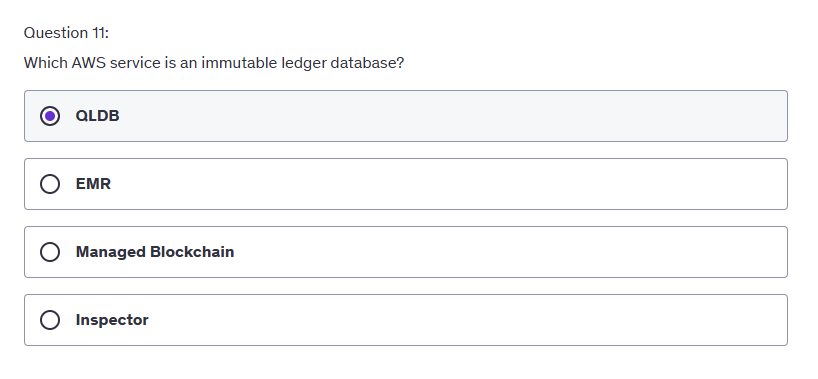 Question 11:
Which AWS service is an immutable ledger database?
QLDB
EMR
Managed Blockchain
Inspector